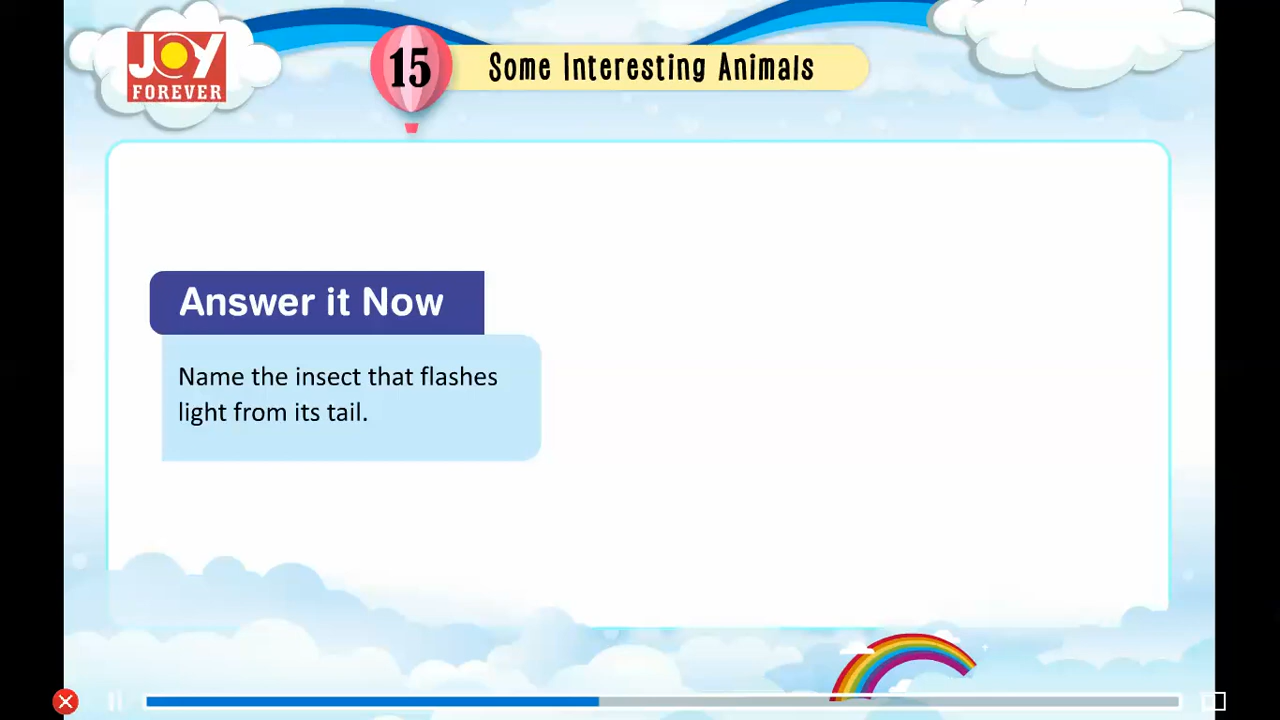 JOY
FOREVER
15
Some Interesting Animals
Answer it Now
Name the insect that flashes
light from its tail.